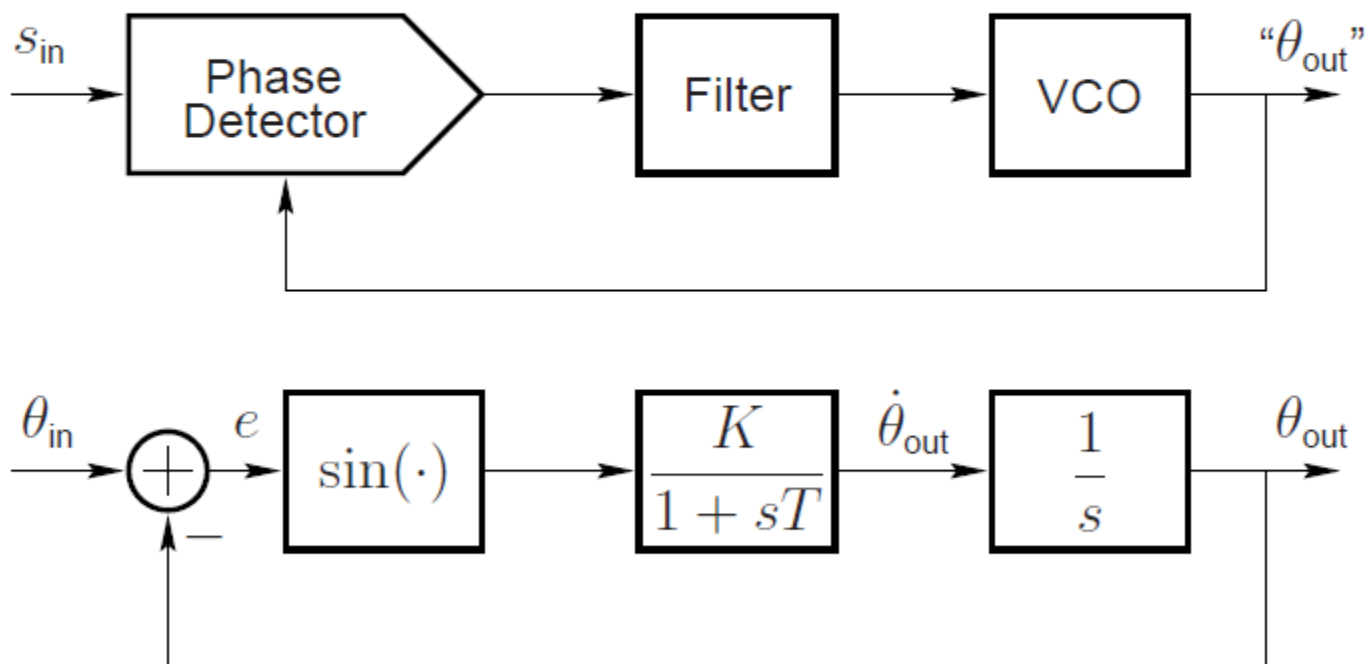 s_in
Phase
Detector
Filter
VCO
“θ_out”
θ_in
+
−
e
sin(·)
K
1 + sT
θ̇_out
1
s
θ_out